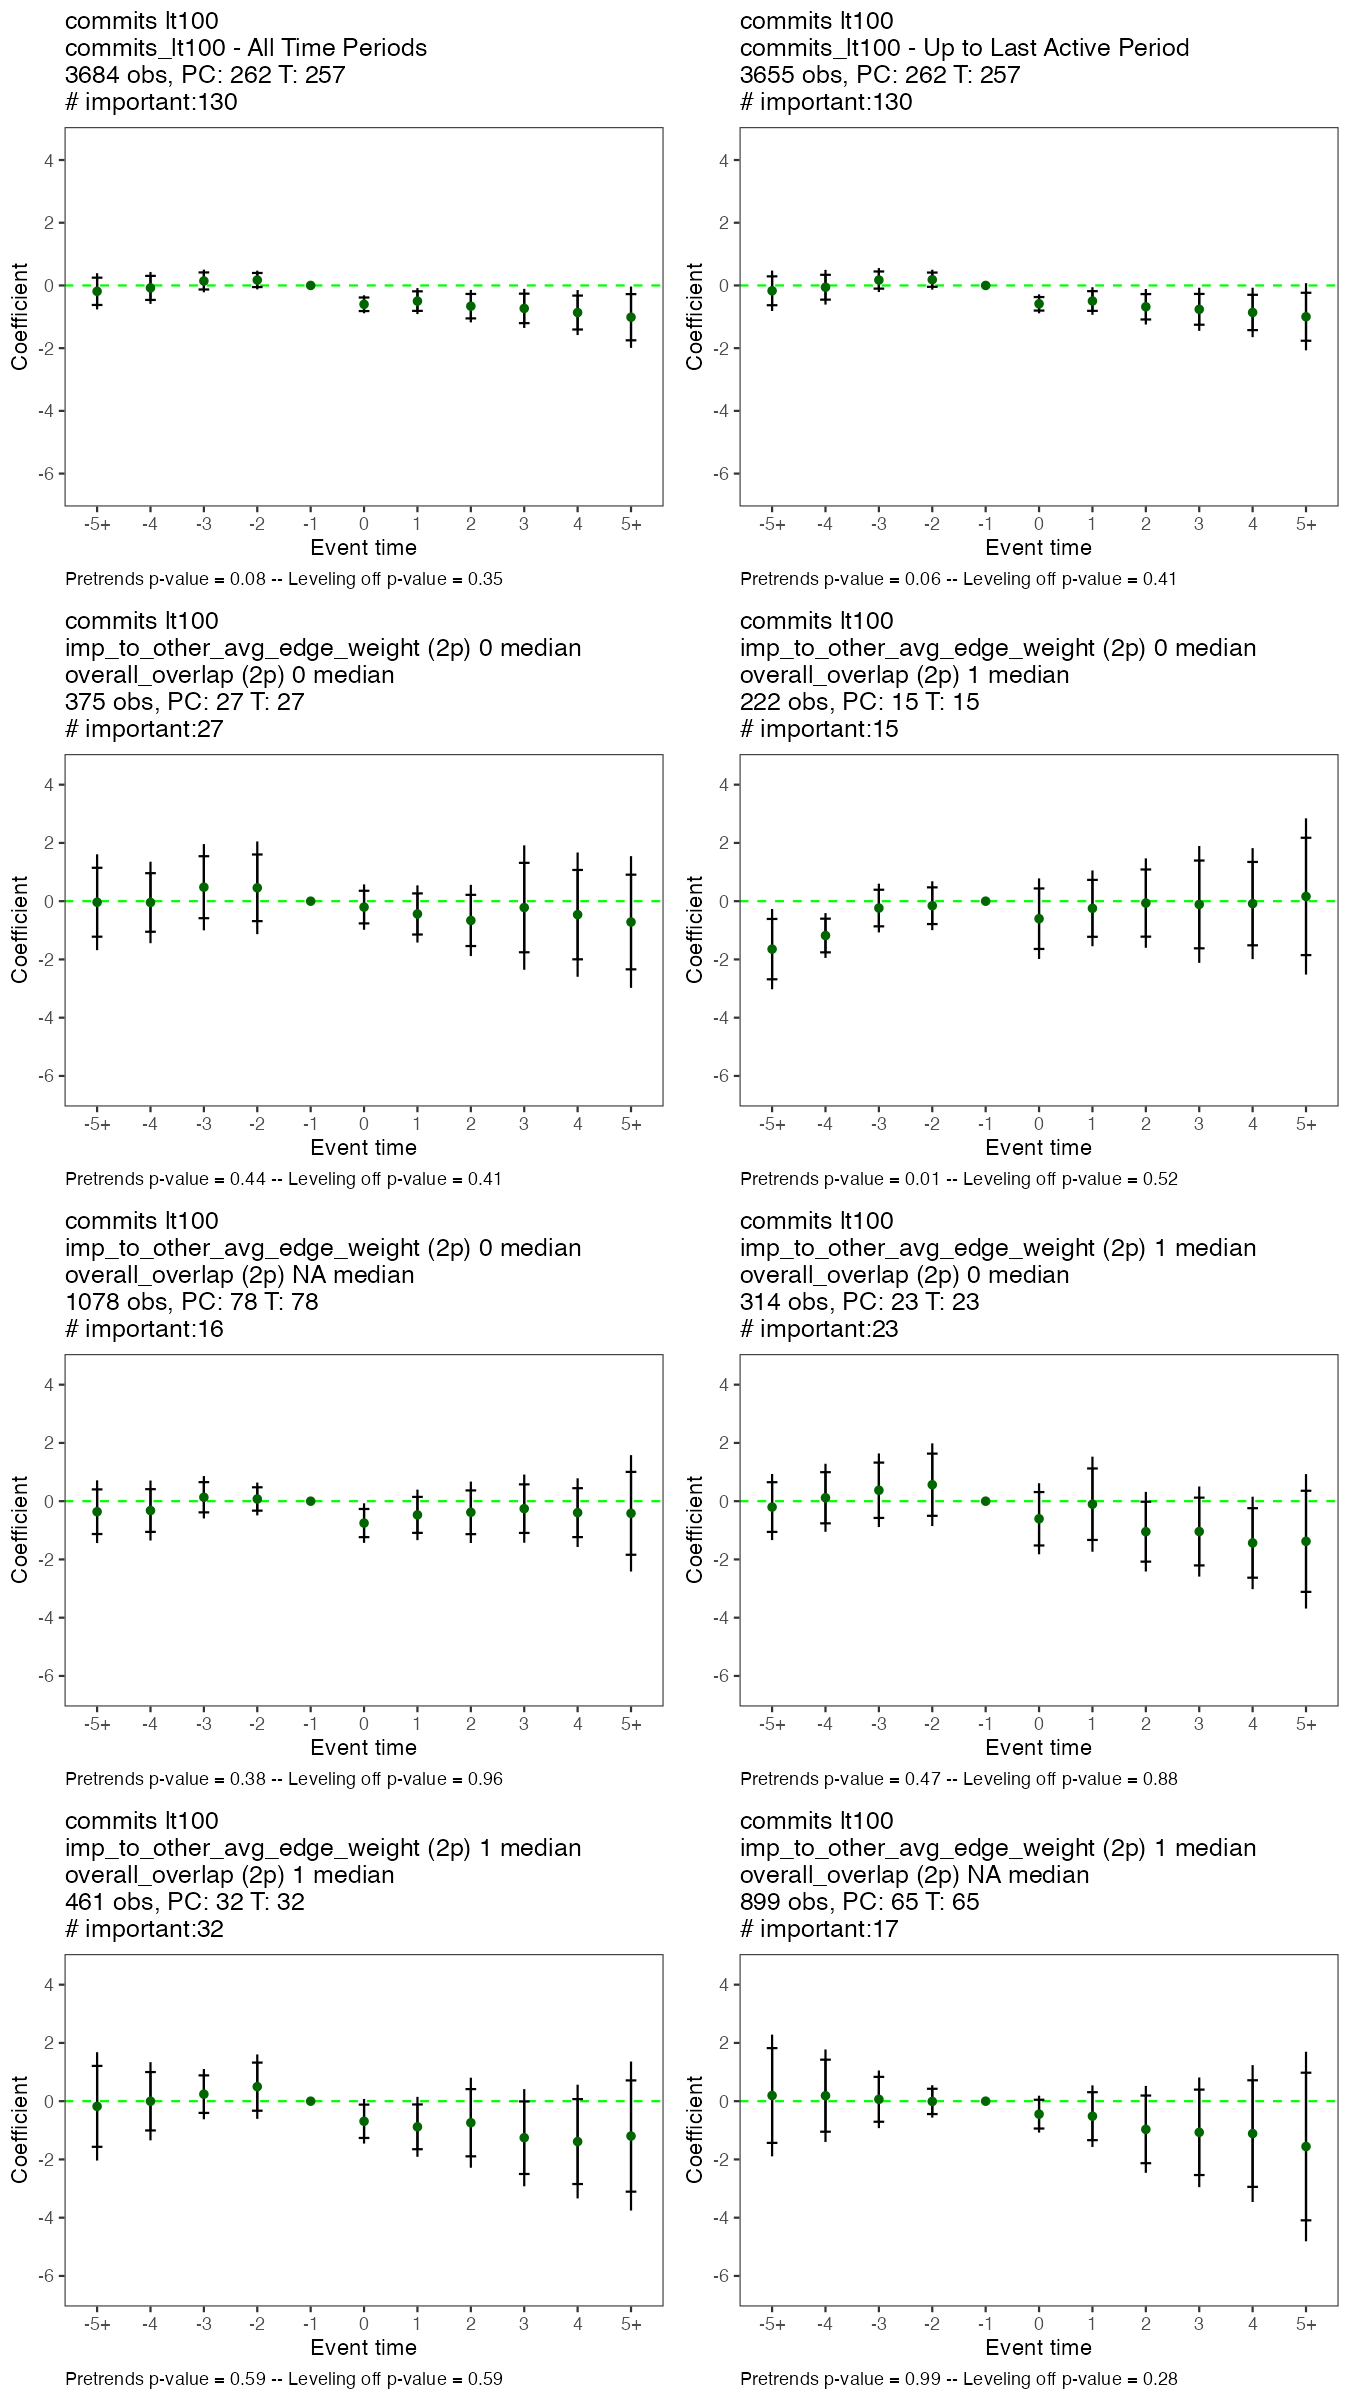 commits lt100
commits_lt100 - All Time Periods
3684 obs, PC: 262 T: 257
# important:130
4
2
0
-2
-4
-6
Coefficient
-5+ -4 -3 -2 -1 0 1 2 3 4 5+
Event time
Pretrends p-value = 0.08 -- Leveling off p-value = 0.35
commits lt100
commits_lt100 - Up to Last Active Period
3655 obs, PC: 262 T: 257
# important:130
4
2
0
-2
-4
-6
Coefficient
-5+ -4 -3 -2 -1 0 1 2 3 4 5+
Event time
Pretrends p-value = 0.06 -- Leveling off p-value = 0.41
commits lt100
imp_to_other_avg_edge_weight (2p) 0 median
overall_overlap (2p) 0 median
375 obs, PC: 27 T: 27
# important:27
4
2
0
-2
-4
-6
Coefficient
-5+ -4 -3 -2 -1 0 1 2 3 4 5+
Event time
Pretrends p-value = 0.44 -- Leveling off p-value = 0.41
commits lt100
imp_to_other_avg_edge_weight (2p) 0 median
overall_overlap (2p) 1 median
222 obs, PC: 15 T: 15
# important:15
4
2
0
-2
-4
-6
Coefficient
-5+ -4 -3 -2 -1 0 1 2 3 4 5+
Event time
Pretrends p-value = 0.01 -- Leveling off p-value = 0.52
commits lt100
imp_to_other_avg_edge_weight (2p) 0 median
overall_overlap (2p) NA median
1078 obs, PC: 78 T: 78
# important:16
4
2
0
-2
-4
-6
Coefficient
-5+ -4 -3 -2 -1 0 1 2 3 4 5+
Event time
Pretrends p-value = 0.38 -- Leveling off p-value = 0.96
commits lt100
imp_to_other_avg_edge_weight (2p) 1 median
overall_overlap (2p) 0 median
314 obs, PC: 23 T: 23
# important:23
4
2
0
-2
-4
-6
Coefficient
-5+ -4 -3 -2 -1 0 1 2 3 4 5+
Event time
Pretrends p-value = 0.47 -- Leveling off p-value = 0.88
commits lt100
imp_to_other_avg_edge_weight (2p) 1 median
overall_overlap (2p) 1 median
461 obs, PC: 32 T: 32
# important:32
4
2
0
-2
-4
-6
Coefficient
-5+ -4 -3 -2 -1 0 1 2 3 4 5+
Event time
Pretrends p-value = 0.59 -- Leveling off p-value = 0.59
commits lt100
imp_to_other_avg_edge_weight (2p) 1 median
overall_overlap (2p) NA median
899 obs, PC: 65 T: 65
# important:17
4
2
0
-2
-4
-6
Coefficient
-5+ -4 -3 -2 -1 0 1 2 3 4 5+
Event time
Pretrends p-value = 0.99 -- Leveling off p-value = 0.28